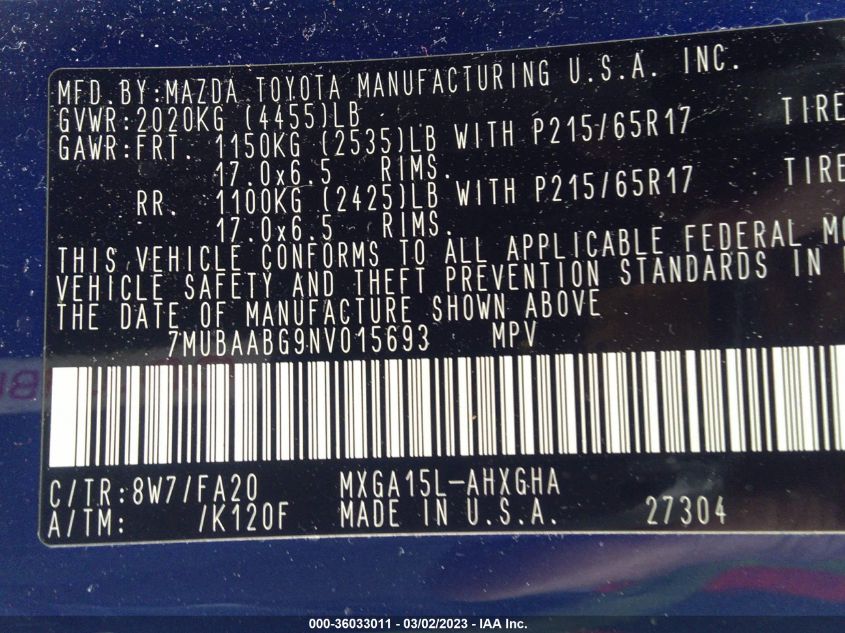 MFD.BY:MAZDA TOYOTA MANUFACTURING U.S.A. INC.
GVWR:2020KG (4455)LB
GAWR:FRT. 1150KG (2535)LB WITH P215/65R17 TIRE
17.0x6.5 RIMS.
RR. 1100KG (2425)LB WITH P215/65R17 TIRE
17.0x6.5 RIMS.
THIS VEHICLE CONFORMS TO ALL APPLICABLE FEDERAL MO
VEHICLE SAFETY AND THEFT PREVENTION STANDARDS IN
THE DATE OF MANUFACTURE SHOWN ABOVE
7MUBAABG9NV015693 MPV
C/TR:8W7/FA20 MXGA15L-AHXGHA
A/TM: /K120F MADE IN U.S.A. 27304
000-36033011 — 03/02/2023 — IAA Inc.